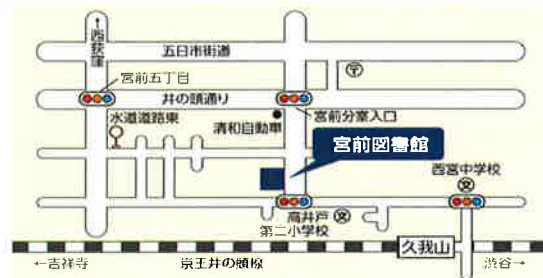 ↑西荻窪
五日市街道
〒
宮前五丁目
井の頭通り
水道道路東
清和自動車
宮前分室入口
宮前図書館
西宮中学校
文
高井戸
第二小学校
文
久我山
←吉祥寺
京王井の頭線
渋谷→